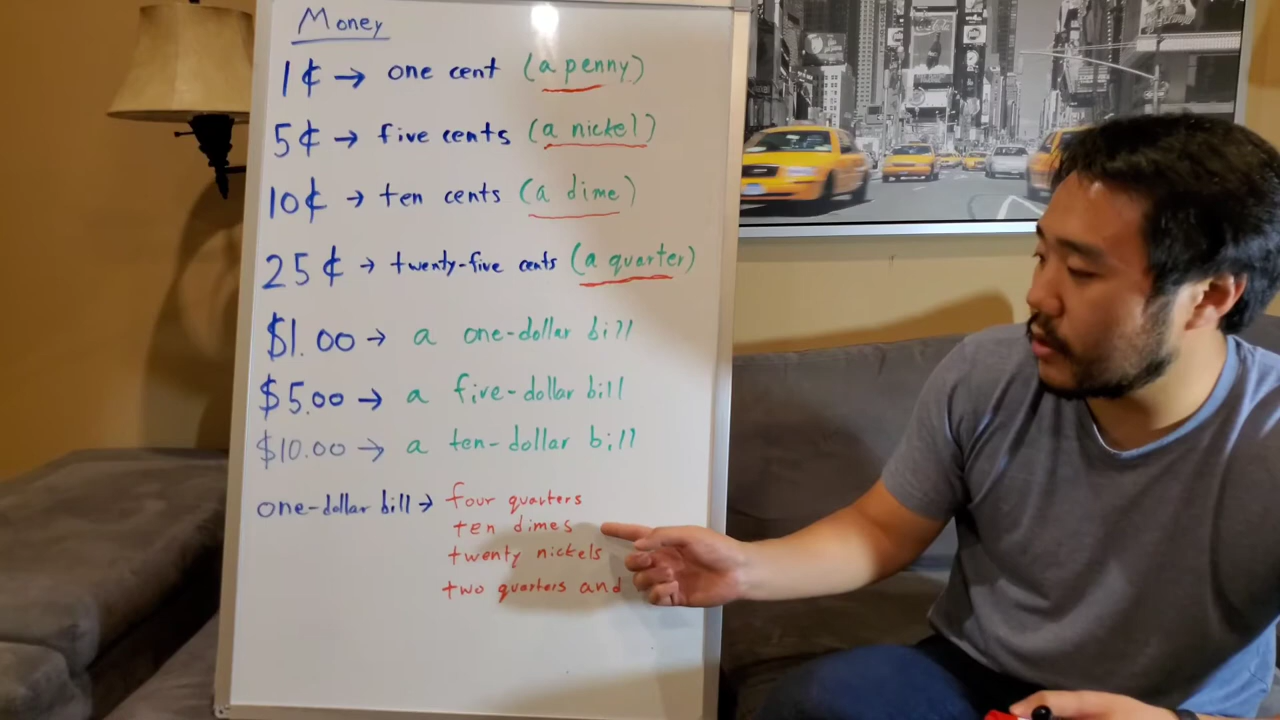 Money
1¢ → one cent (a penny)
5¢ → five cents (a nickel)
10¢ → ten cents (a dime)
25¢ → twenty-five cents (a quarter)
$1.00 → a one-dollar bill
$5.00 → a five-dollar bill
$10.00 → a ten-dollar bill
one-dollar bill → four quarters
ten dimes
twenty nickels
two quarters and